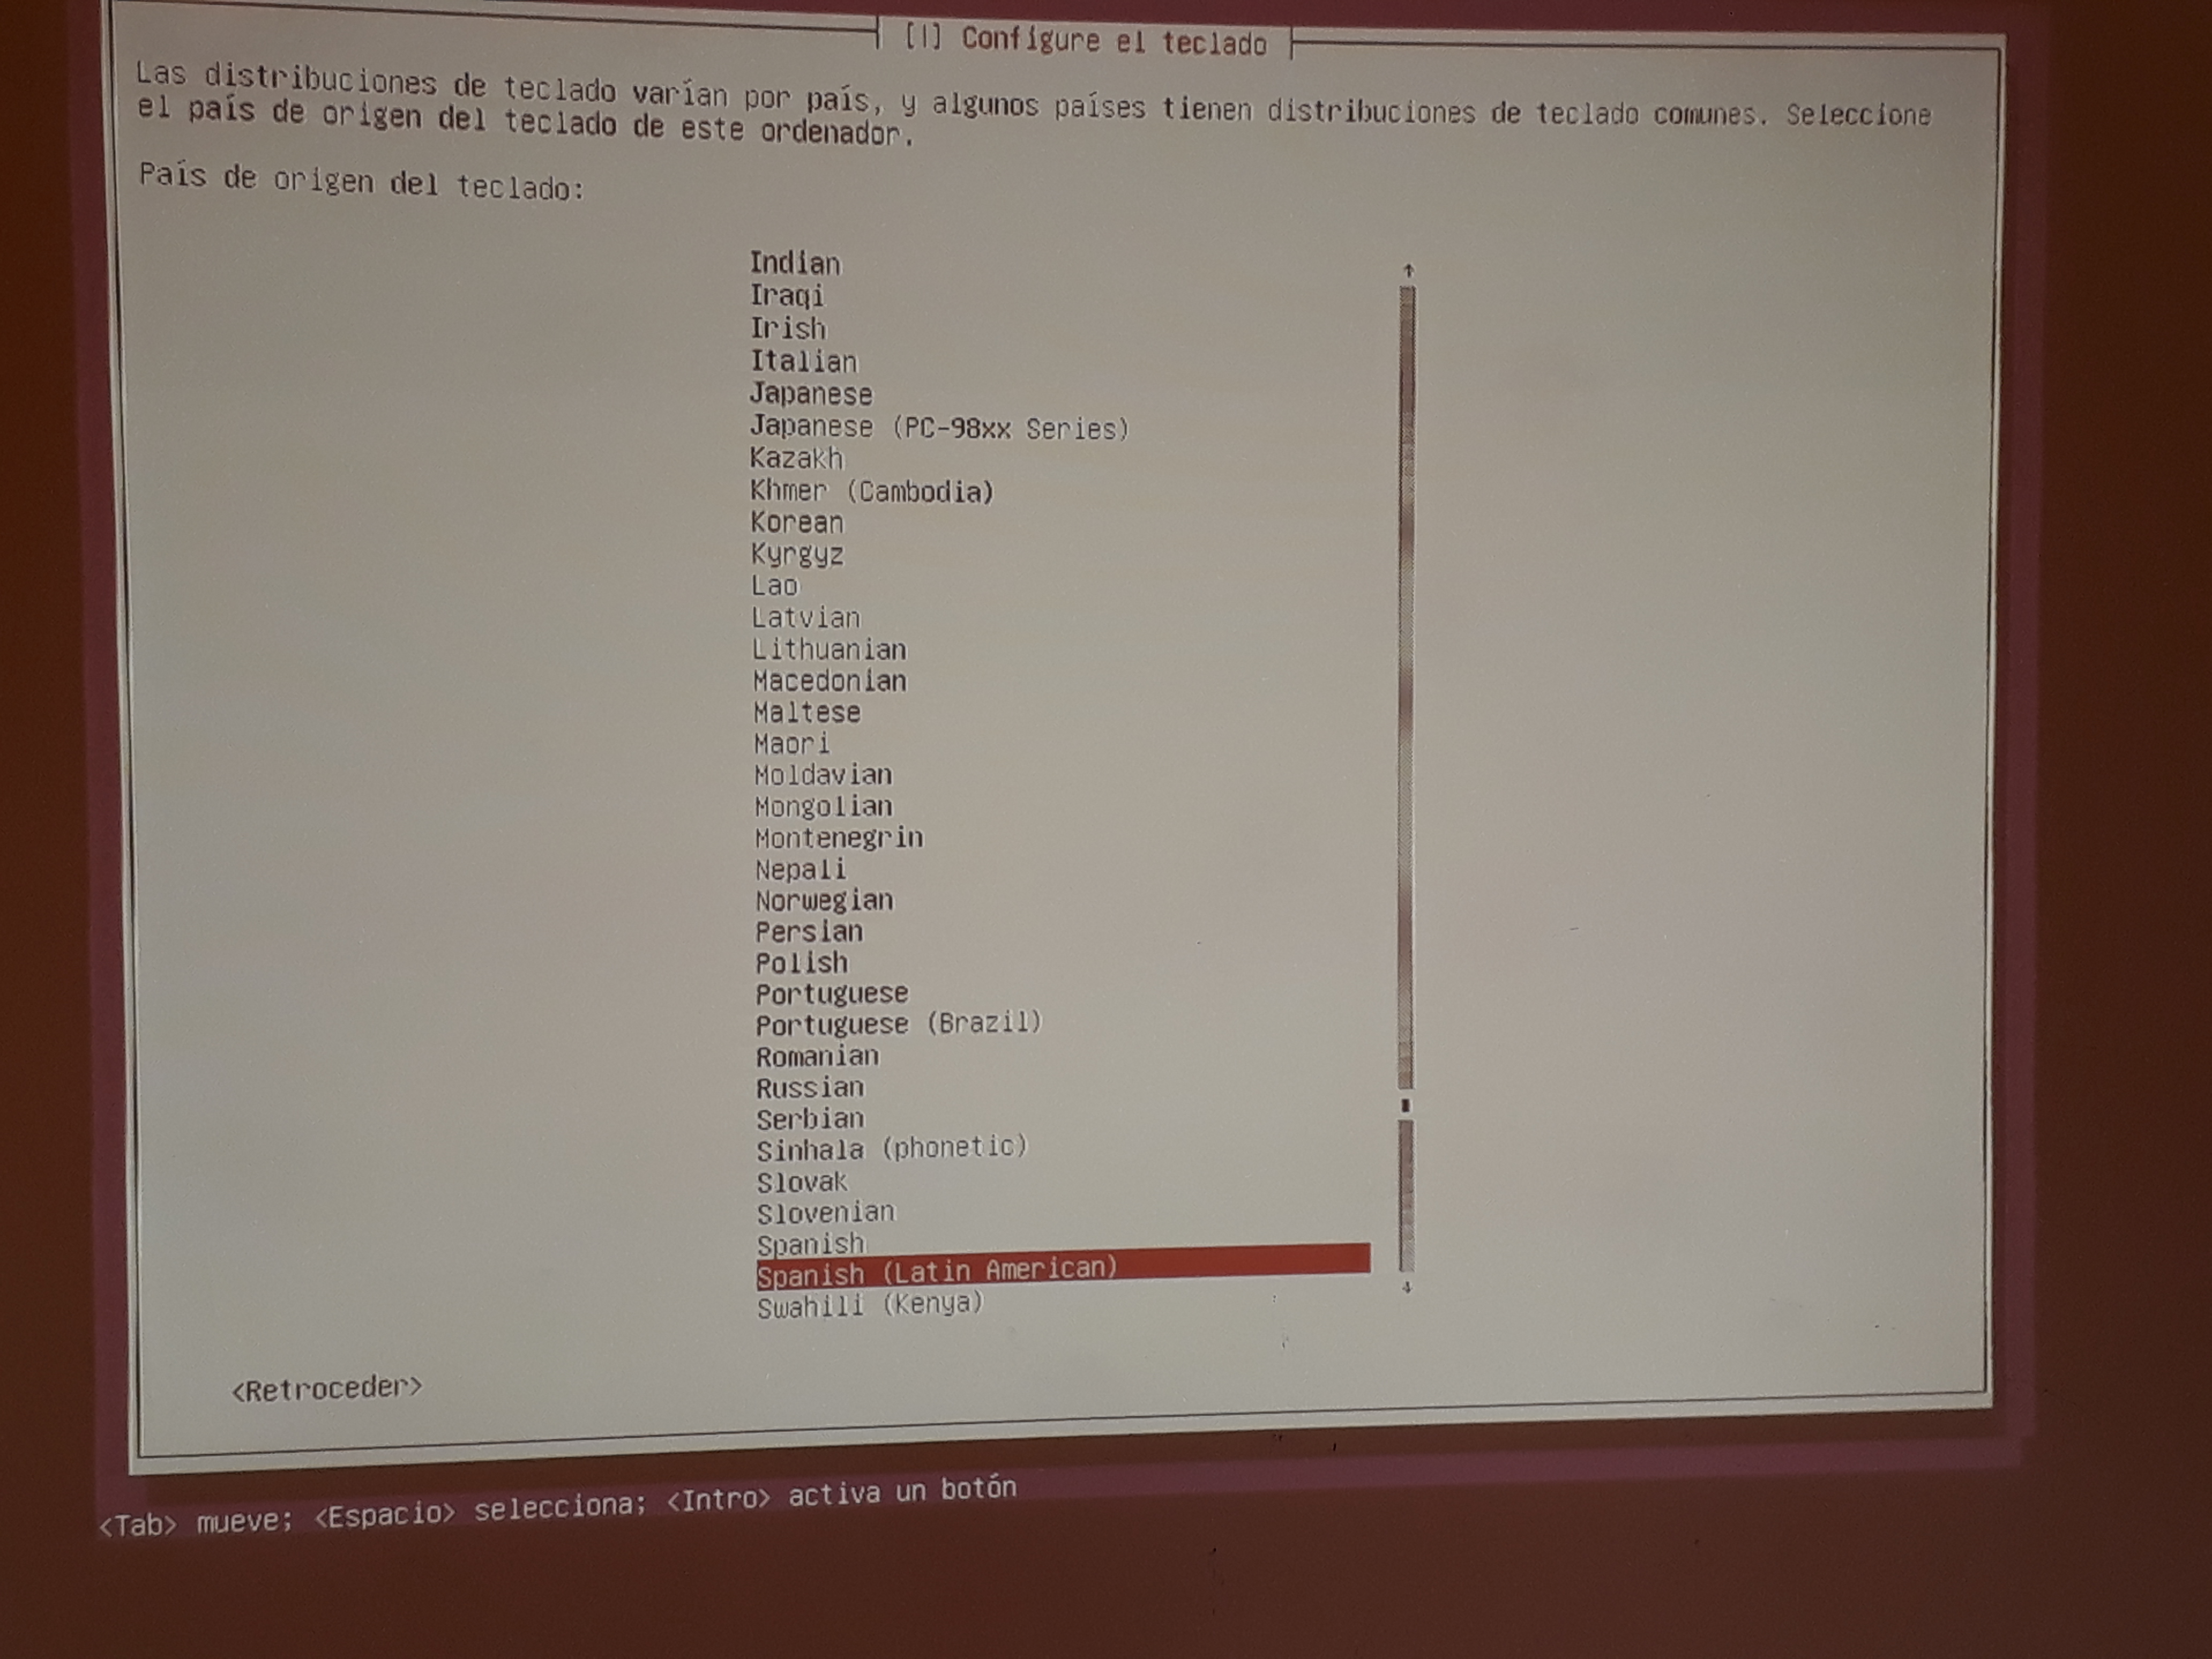 [!] Configure el teclado
Las distribuciones de teclado varían por país, y algunos países tienen distribuciones de teclado comunes. Seleccione
el país de origen del teclado de este ordenador.
País de origen del teclado:
Indian
Iraqi
Irish
Italian
Japanese
Japanese (PC-98xx Series)
Kazakh
Khmer (Cambodia)
Korean
Kyrgyz
Lao
Latvian
Lithuanian
Macedonian
Maltese
Maori
Moldavian
Mongolian
Montenegrin
Nepali
Norwegian
Persian
Polish
Portuguese
Portuguese (Brazil)
Romanian
Russian
Serbian
Sinhala (phonetic)
Slovak
Slovenian
Spanish
Spanish (Latin American)
Swahili (Kenya)
<Retroceder>
<Tab> mueve; <Espacio> selecciona; <Intro> activa un botón